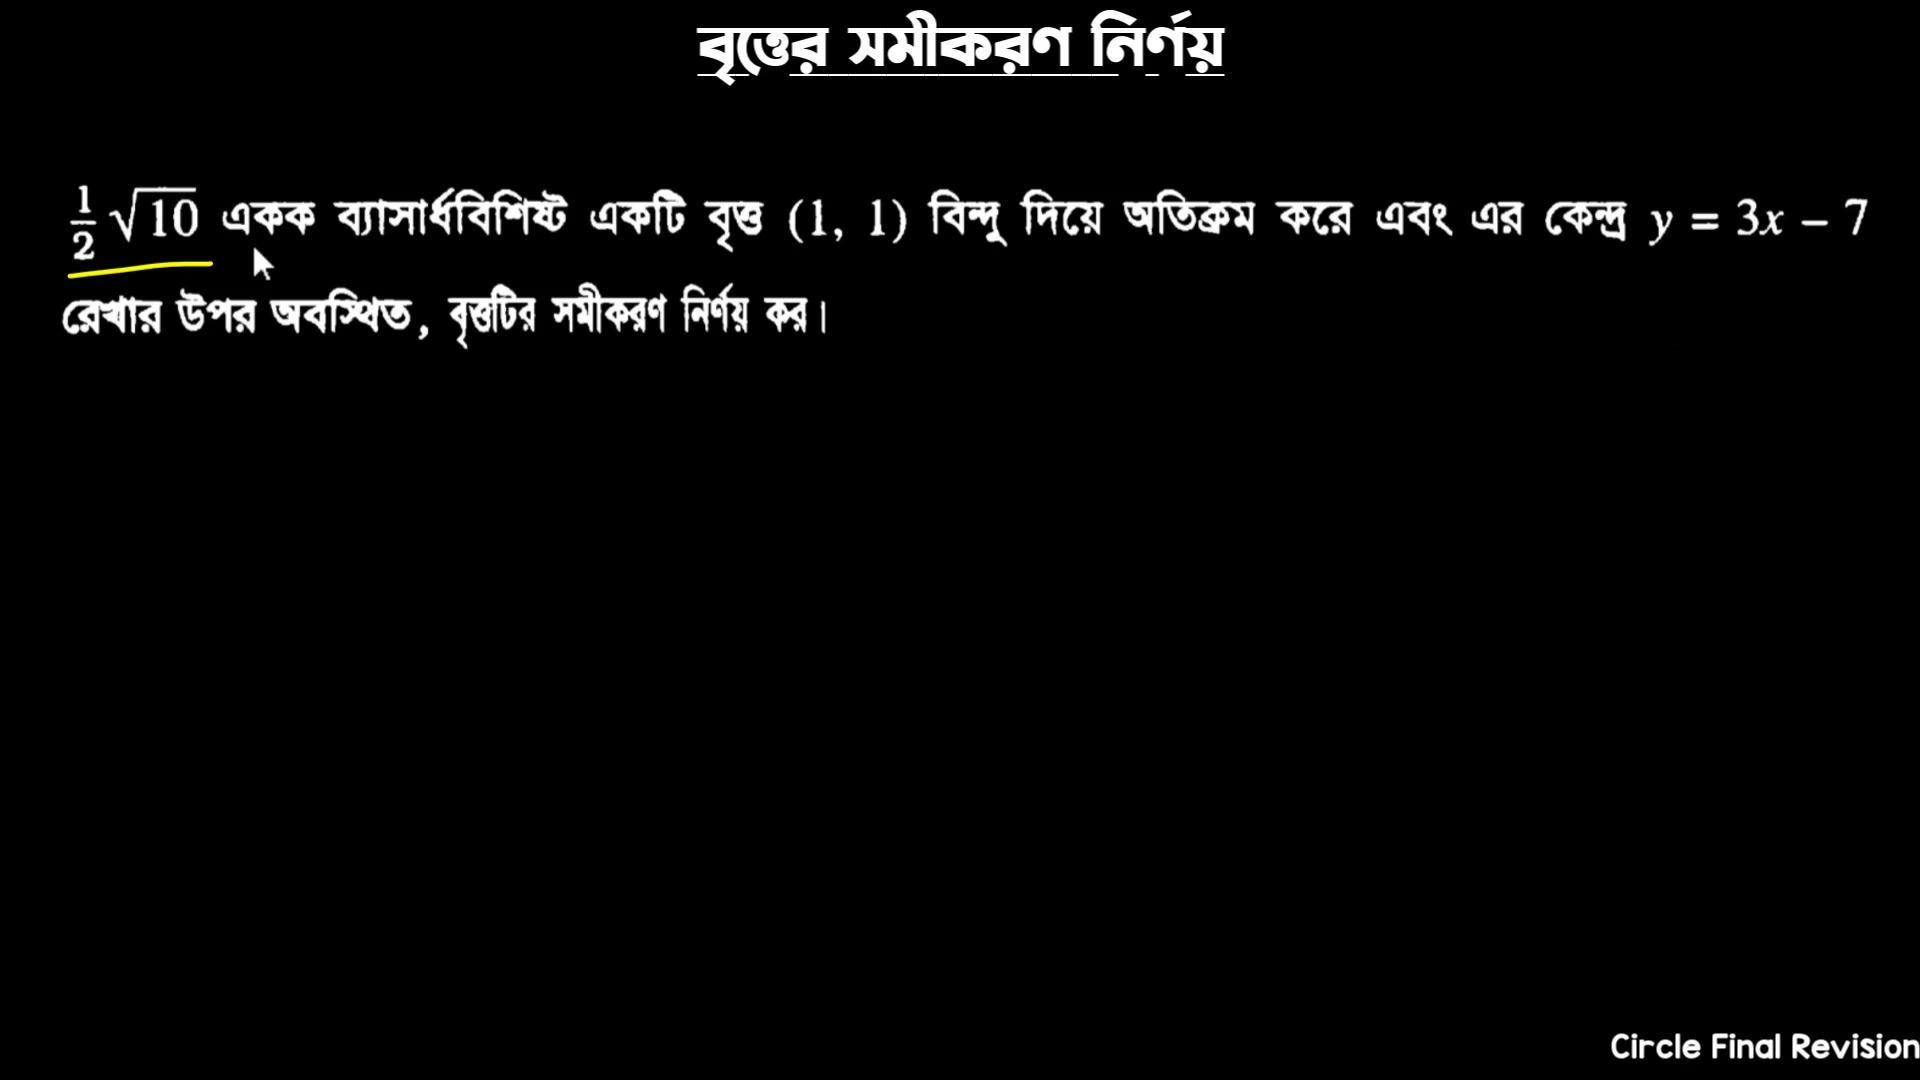 বৃত্তের সমীকরণ নির্ণয়
1/2 √10 একক ব্যাসার্ধবিশিষ্ট একটি বৃত্ত (1, 1) বিন্দু দিয়ে অতিক্রম করে এবং এর কেন্দ্র y = 3x – 7
রেখার উপর অবস্থিত, বৃত্তটির সমীকরণ নির্ণয় কর।
Circle Final Revision